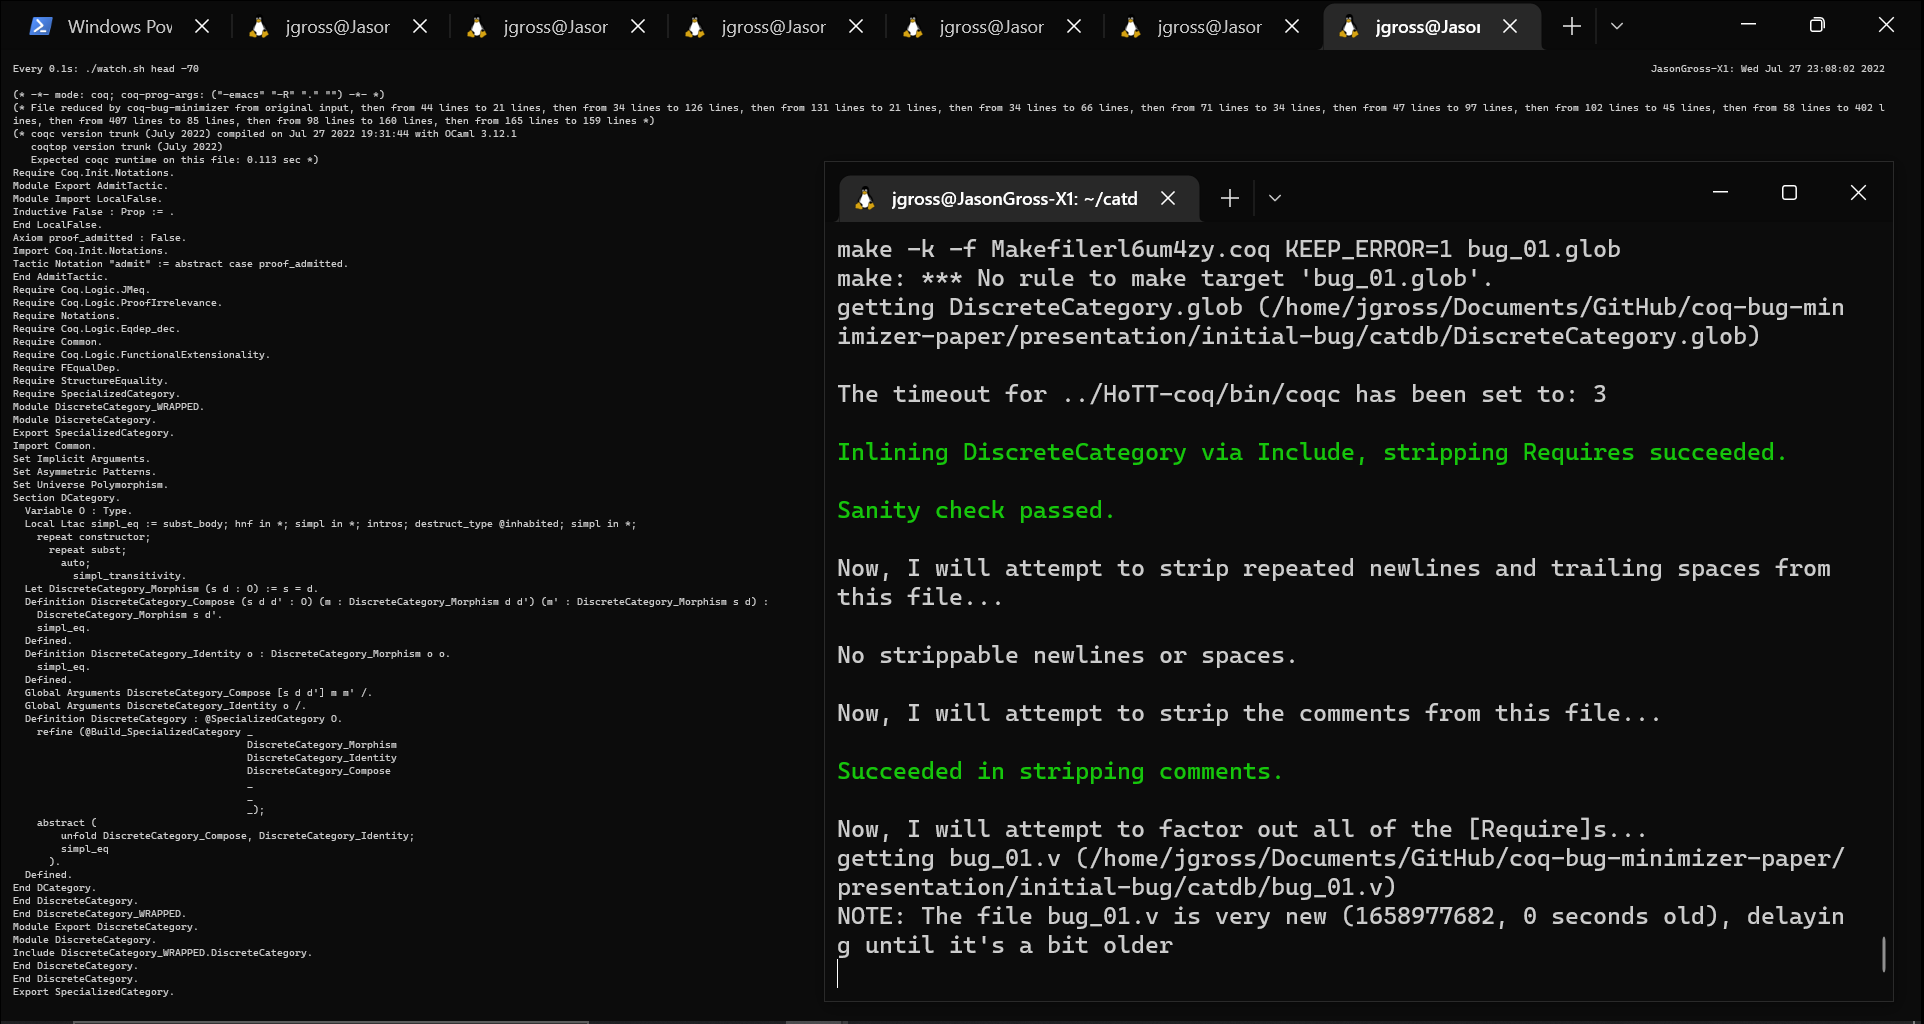 Windows Pow
jgross@Jasor
jgross@Jasor
jgross@Jasor
jgross@Jasor
jgross@Jasor
jgross@Jasor
Every 0.1s: ./watch.sh head -70
JasonGross-X1: Wed Jul 27 23:08:02 2022
(* -*- mode: coq; coq-prog-args: ("-emacs" "-R" "." "") -*- *)
(* File reduced by coq-bug-minimizer from original input, then from 44 lines to 21 lines, then from 34 lines to 126 lines, then from 131 lines to 21 lines, then from 34 lines to 66 lines, then from 71 lines to 34 lines, then from 47 lines to 97 lines, then from 102 lines to 45 lines, then from 58 lines to 402 l
ines, then from 407 lines to 85 lines, then from 98 lines to 160 lines, then from 165 lines to 159 lines *)
(* coqc version trunk (July 2022) compiled on Jul 27 2022 19:31:44 with OCaml 3.12.1
   coqtop version trunk (July 2022)
   Expected coqc runtime on this file: 0.113 sec *)
Require Coq.Init.Notations.
Module Export AdmitTactic.
Module Import LocalFalse.
Inductive False : Prop := .
End LocalFalse.
Axiom proof_admitted : False.
Import Coq.Init.Notations.
Tactic Notation "admit" := abstract case proof_admitted.
End AdmitTactic.
Require Coq.Logic.JMeq.
Require Coq.Logic.ProofIrrelevance.
Require Notations.
Require Coq.Logic.Eqdep_dec.
Require Common.
Require Coq.Logic.FunctionalExtensionality.
Require FEqualDep.
Require StructureEquality.
Require SpecializedCategory.
Module DiscreteCategory_WRAPPED.
Module DiscreteCategory.
Export SpecializedCategory.
Import Common.
Set Implicit Arguments.
Set Asymmetric Patterns.
Set Universe Polymorphism.
Section DCategory.
  Variable O : Type.
  Local Ltac simpl_eq := subst_body; hnf in *; simpl in *; intros; destruct_type @inhabited; simpl in *;
    repeat constructor;
      repeat subst;
        auto;
          simpl_transitivity.
  Let DiscreteCategory_Morphism (s d : O) := s = d.
  Definition DiscreteCategory_Compose (s d d' : O) (m : DiscreteCategory_Morphism d d') (m' : DiscreteCategory_Morphism s d) :
    DiscreteCategory_Morphism s d'.
    simpl_eq.
  Defined.
  Definition DiscreteCategory_Identity o : DiscreteCategory_Morphism o o.
    simpl_eq.
  Defined.
  Global Arguments DiscreteCategory_Compose [s d d'] m m' /.
  Global Arguments DiscreteCategory_Identity o /.
  Definition DiscreteCategory : @SpecializedCategory O.
    refine (@Build_SpecializedCategory _
                                       DiscreteCategory_Morphism
                                       DiscreteCategory_Identity
                                       DiscreteCategory_Compose
                                       _
                                       _
                                       _);
    abstract (
        unfold DiscreteCategory_Compose, DiscreteCategory_Identity;
        simpl_eq
      ).
  Defined.
End DCategory.
End DiscreteCategory.
End DiscreteCategory_WRAPPED.
Module Export DiscreteCategory.
Module DiscreteCategory.
Include DiscreteCategory_WRAPPED.DiscreteCategory.
End DiscreteCategory.
End DiscreteCategory.
Export SpecializedCategory.
jgross@JasonGross-X1: ~/catd
make -k -f Makefilerl6um4zy.coq KEEP_ERROR=1 bug_01.glob
make: *** No rule to make target 'bug_01.glob'.
getting DiscreteCategory.glob (/home/jgross/Documents/GitHub/coq-bug-min
imizer-paper/presentation/initial-bug/catdb/DiscreteCategory.glob)
The timeout for ../HoTT-coq/bin/coqc has been set to: 3
Inlining DiscreteCategory via Include, stripping Requires succeeded.
Sanity check passed.
Now, I will attempt to strip repeated newlines and trailing spaces from
this file...
No strippable newlines or spaces.
Now, I will attempt to strip the comments from this file...
Succeeded in stripping comments.
Now, I will attempt to factor out all of the [Require]s...
getting bug_01.v (/home/jgross/Documents/GitHub/coq-bug-minimizer-paper/
presentation/initial-bug/catdb/bug_01.v)
NOTE: The file bug_01.v is very new (1658977682, 0 seconds old), delayin
g until it's a bit older